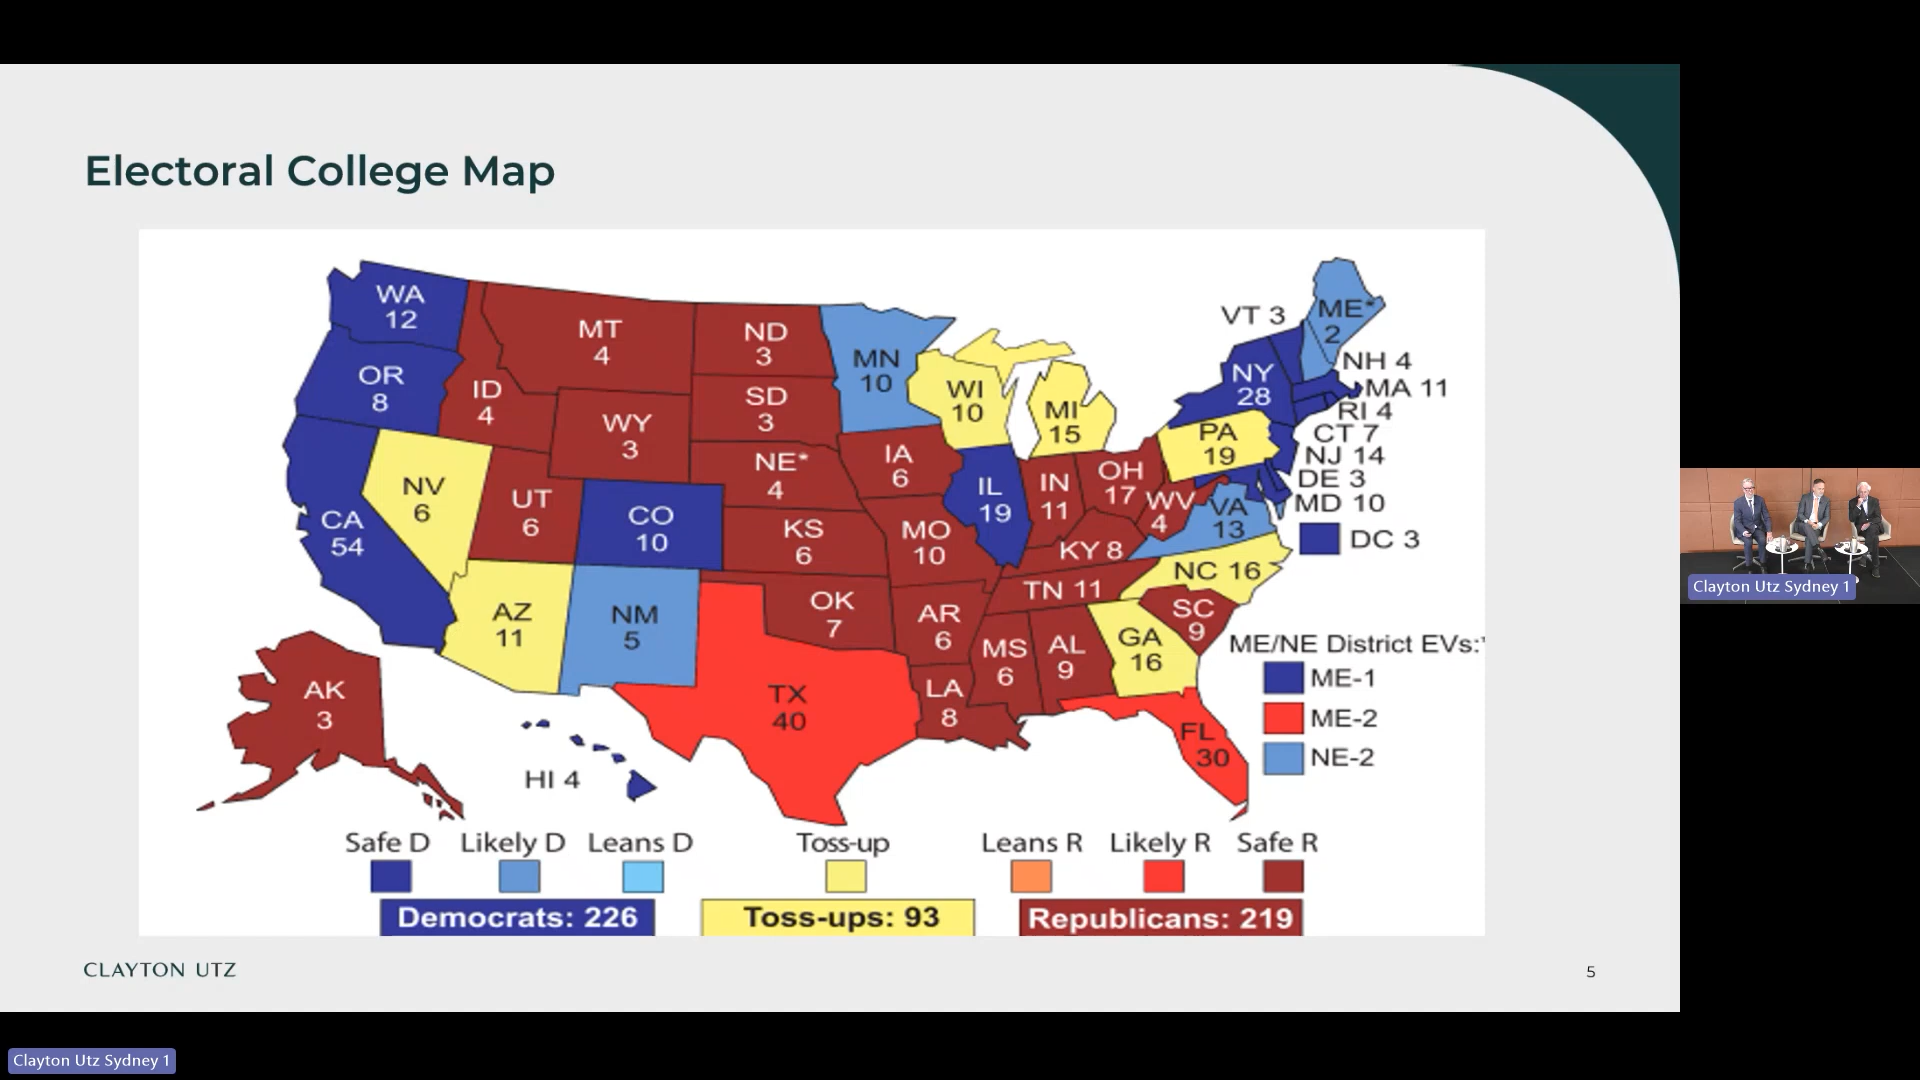 Electoral College Map
WA
12
OR
8
CA
54
NV
6
ID
4
MT
4
WY
3
UT
6
AZ
11
CO
10
NM
5
ND
3
SD
3
NE*
4
KS
6
OK
7
TX
40
MN
10
IA
6
MO
10
AR
6
LA
8
WI
10
IL
19
MI
15
IN
11
OH
17
KY 8
TN 11
MS
6
AL
9
GA
16
FL
30
SC
9
NC 16
VA
13
WV
4
PA
19
NY
28
VT 3
ME*
2
NH 4
MA 11
RI 4
CT 7
NJ 14
DE 3
MD 10
DC 3
AK
3
HI 4
ME/NE District EVs:*
ME-1
ME-2
NE-2
Safe D Likely D Leans D Toss-up Leans R Likely R Safe R
Democrats: 226 Toss-ups: 93 Republicans: 219
CLAYTON UTZ
5
Clayton Utz Sydney 1
Clayton Utz Sydney 1